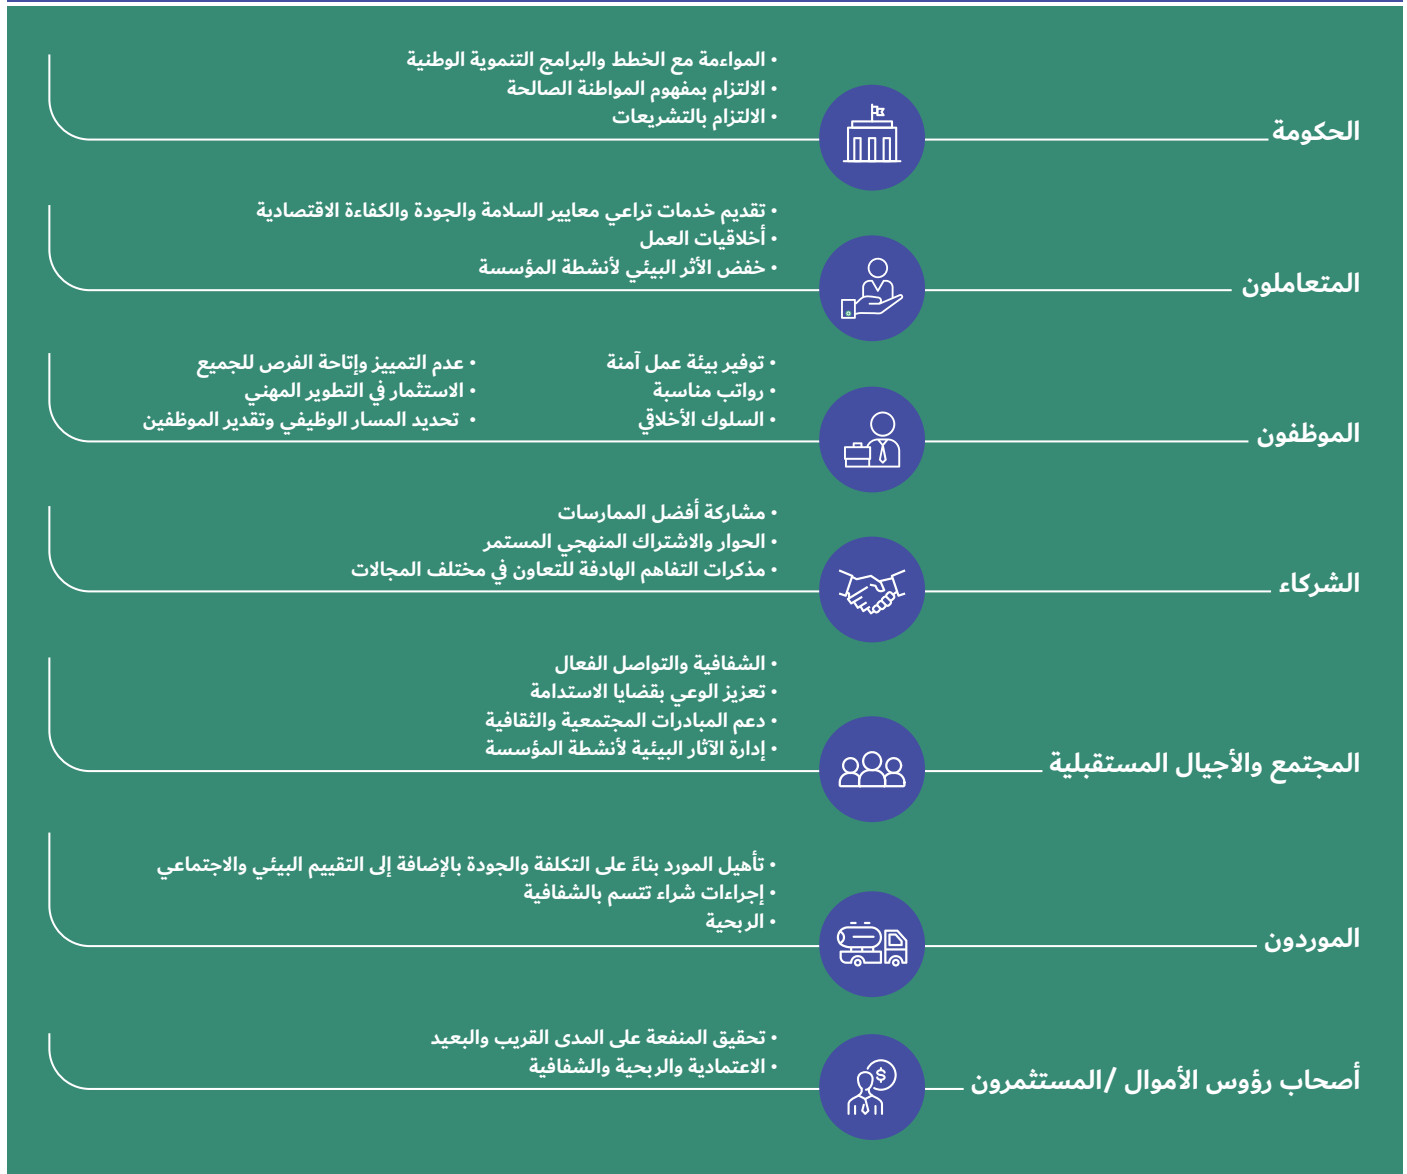 الحكومة
• المواءمة مع الخطط والبرامج التنموية الوطنية
• الالتزام بمفهوم المواطنة الصالحة
• الالتزام بالتشريعات
المتعاملون
• تقديم خدمات تراعي معايير السلامة والجودة والكفاءة الاقتصادية
• أخلاقيات العمل
• خفض الأثر البيئي لأنشطة المؤسسة
الموظفون
• توفير بيئة عمل آمنة
• رواتب مناسبة
• السلوك الأخلاقي
• عدم التمييز وإتاحة الفرص للجميع
• الاستثمار في التطوير المهني
• تحديد المسار الوظيفي وتقدير الموظفين
الشركاء
• مشاركة أفضل الممارسات
• الحوار والاشتراك المنهجي المستمر
• مذكرات التفاهم الهادفة للتعاون في مختلف المجالات
المجتمع والأجيال المستقبلية
• الشفافية والتواصل الفعال
• تعزيز الوعي بقضايا الاستدامة
• دعم المبادرات المجتمعية والثقافية
• إدارة الآثار البيئية لأنشطة المؤسسة
الموردون
• تأهيل المورد بناءً على التكلفة والجودة بالإضافة إلى التقييم البيئي والاجتماعي
• إجراءات شراء تتسم بالشفافية
• الربحية
أصحاب رؤوس الأموال /المستثمرون
• تحقيق المنفعة على المدى القريب والبعيد
• الاعتمادية والربحية والشفافية